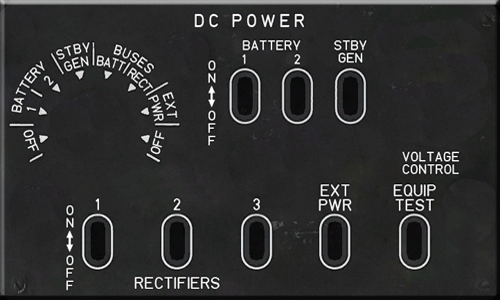 DC POWER
OFF
BATTERY
1 2
STBY
GEN
BUSES
BATT RECT
EXT
PWR
OFF
BATTERY
1 2
STBY
GEN
ON
OFF
VOLTAGE
CONTROL
1 2 3
EXT
PWR
EQUIP
TEST
ON
OFF
RECTIFIERS